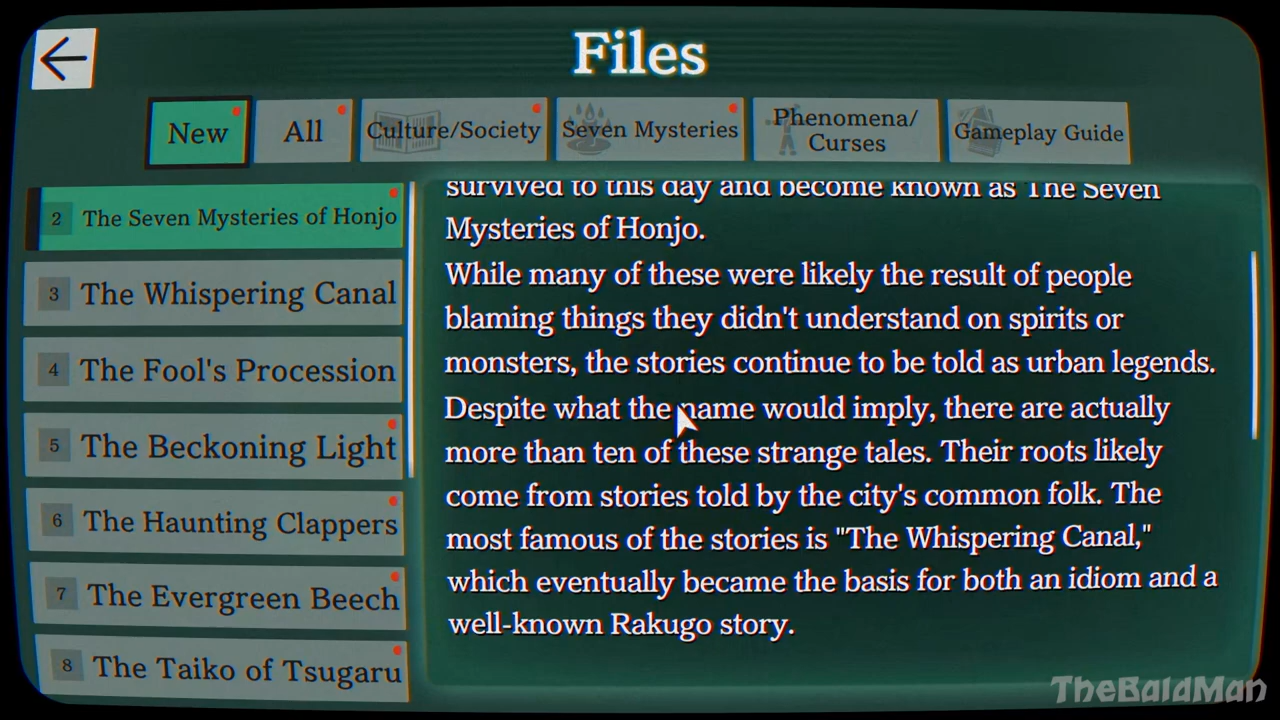 Files
New
All
Culture/Society
Seven Mysteries
Phenomena/
Curses
Gameplay Guide
2 The Seven Mysteries of Honjo
3 The Whispering Canal
4 The Fool's Procession
5 The Beckoning Light
6 The Haunting Clappers
7 The Evergreen Beech
8 The Taiko of Tsugaru
survived to this day and become known as The Seven
Mysteries of Honjo.
While many of these were likely the result of people
blaming things they didn't understand on spirits or
monsters, the stories continue to be told as urban legends.
Despite what the name would imply, there are actually
more than ten of these strange tales. Their roots likely
come from stories told by the city's common folk. The
most famous of the stories is "The Whispering Canal,"
which eventually became the basis for both an idiom and a
well-known Rakugo story.
TheBaldMan